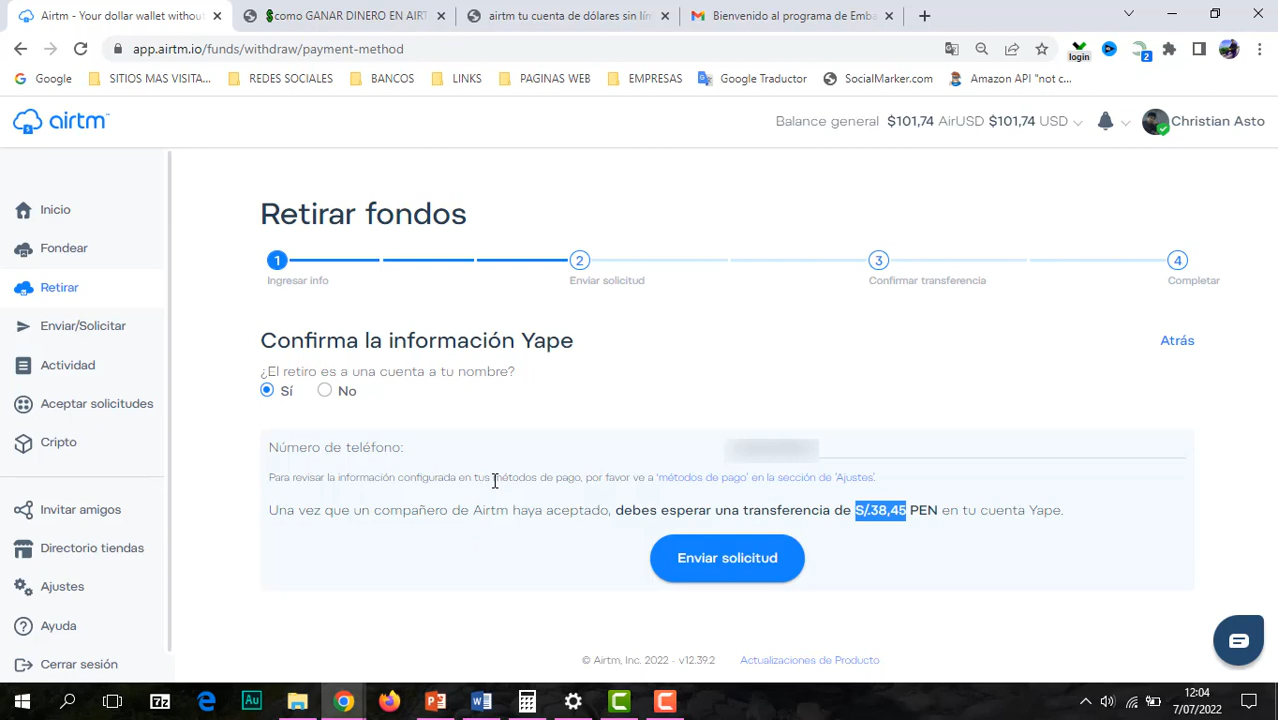 Airtm - Your dollar wallet without
como GANAR DINERO EN AIRT
airtm tu cuenta de dólares sin lím
Bienvenido al programa de Emba
app.airtm.io/funds/withdraw/payment-method
login
2
Google
SITIOS MAS VISITA...
REDES SOCIALES
BANCOS
LINKS
PAGINAS WEB
EMPRESAS
Google Traductor
SocialMarker.com
Amazon API "not c...
airtm
Balance general $101,74 AirUSD $101,74 USD
Christian Asto
Inicio
Fondear
Retirar
Enviar/Solicitar
Actividad
Aceptar solicitudes
Cripto
Invitar amigos
Directorio tiendas
Ajustes
Ayuda
Cerrar sesión
Retirar fondos
1
2
3
4
Ingresar info
Enviar solicitud
Confirmar transferencia
Completar
Confirma la información Yape
Atrás
¿El retiro es a una cuenta a tu nombre?
Sí
No
Número de teléfono:
Para revisar la información configurada en tus métodos de pago, por favor ve a 'métodos de pago' en la sección de 'Ajustes'.
Una vez que un compañero de Airtm haya aceptado, debes esperar una transferencia de S/.38,45 PEN en tu cuenta Yape.
Enviar solicitud
© Airtm, Inc. 2022 - v12.39.2
Actualizaciones de Producto
7z
Au
12:04
7/07/2022